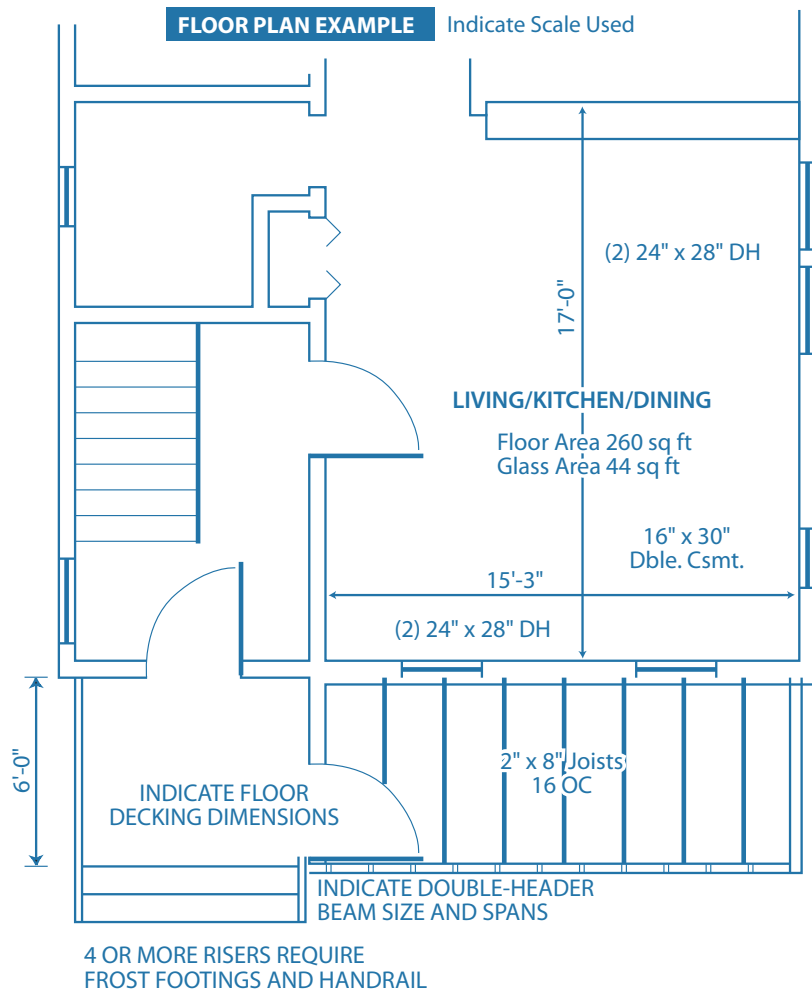 FLOOR PLAN EXAMPLE Indicate Scale Used
(2) 24" x 28" DH
17'-0"
LIVING/KITCHEN/DINING
Floor Area 260 sq ft
Glass Area 44 sq ft
16" x 30"
Dble. Csmt.
15'-3"
(2) 24" x 28" DH
6'-0"
2" x 8" Joists
16 OC
INDICATE FLOOR
DECKING DIMENSIONS
INDICATE DOUBLE-HEADER
BEAM SIZE AND SPANS
4 OR MORE RISERS REQUIRE
FROST FOOTINGS AND HANDRAIL